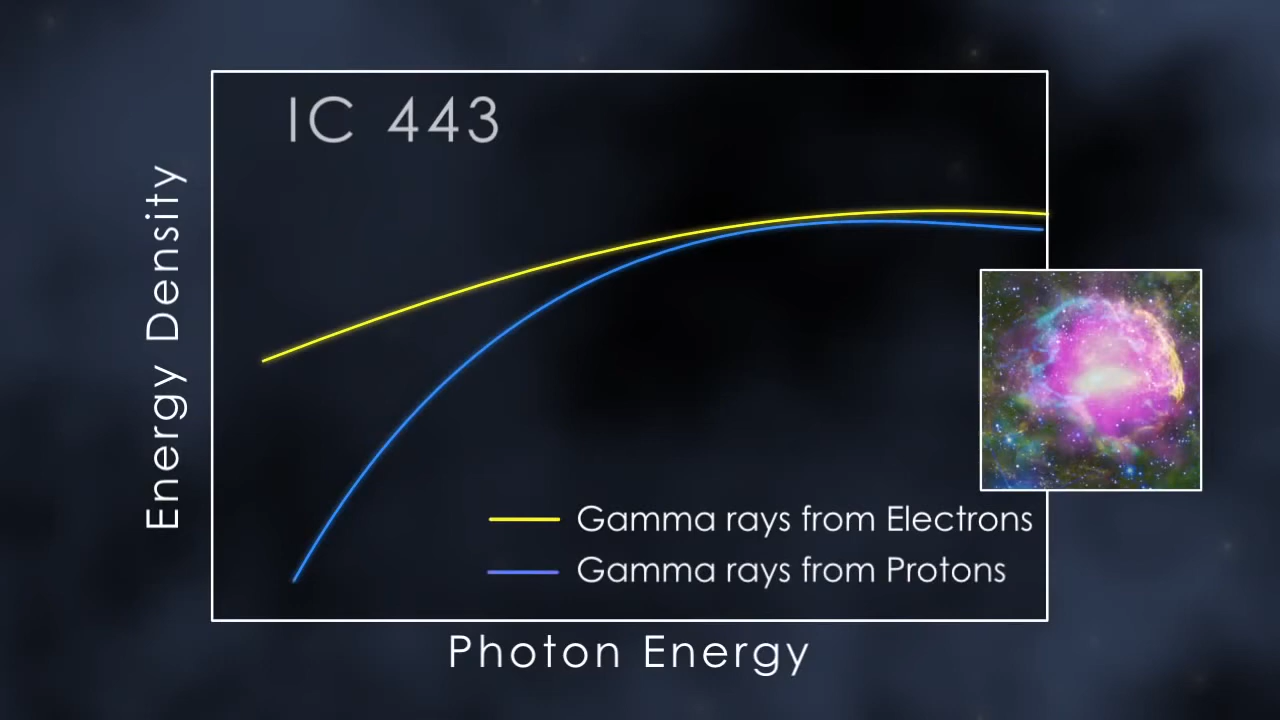 IC 443
Energy Density
Gamma rays from Electrons
Gamma rays from Protons
Photon Energy